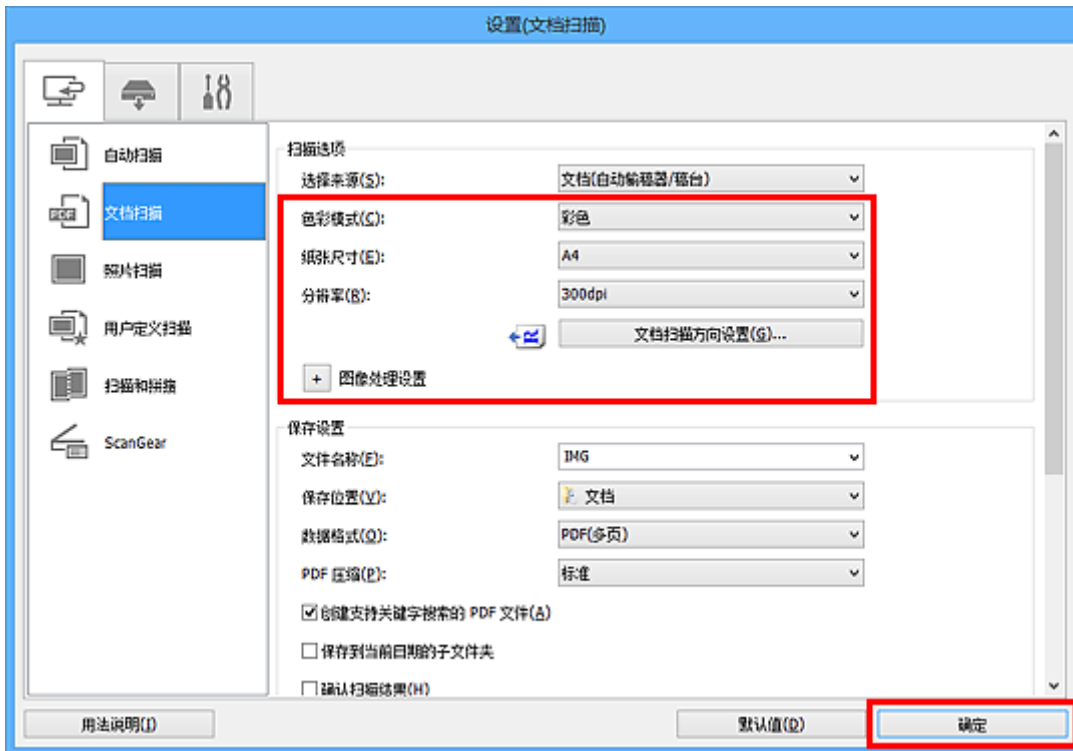 设置(文档扫描)
自动扫描
PDF
文档扫描
照片扫描
用户定义扫描
扫描和拼缩
ScanGear
扫描选项
选择来源(S): 文档(自动输稿器/稿台)
色彩模式(C): 彩色
纸张尺寸(E): A4
分辨率(R): 300dpi
文档扫描方向设置(G)...
+ 图像处理设置
保存设置
文件名称(F): IMG
保存位置(V): 文档
数据格式(O): PDF(多页)
PDF 压缩(P): 标准
创建支持关键字搜索的 PDF 文件(A)
保存到当前日期的子文件夹
确认扫描结果(H)
用法说明(I) 默认值(D) 确定